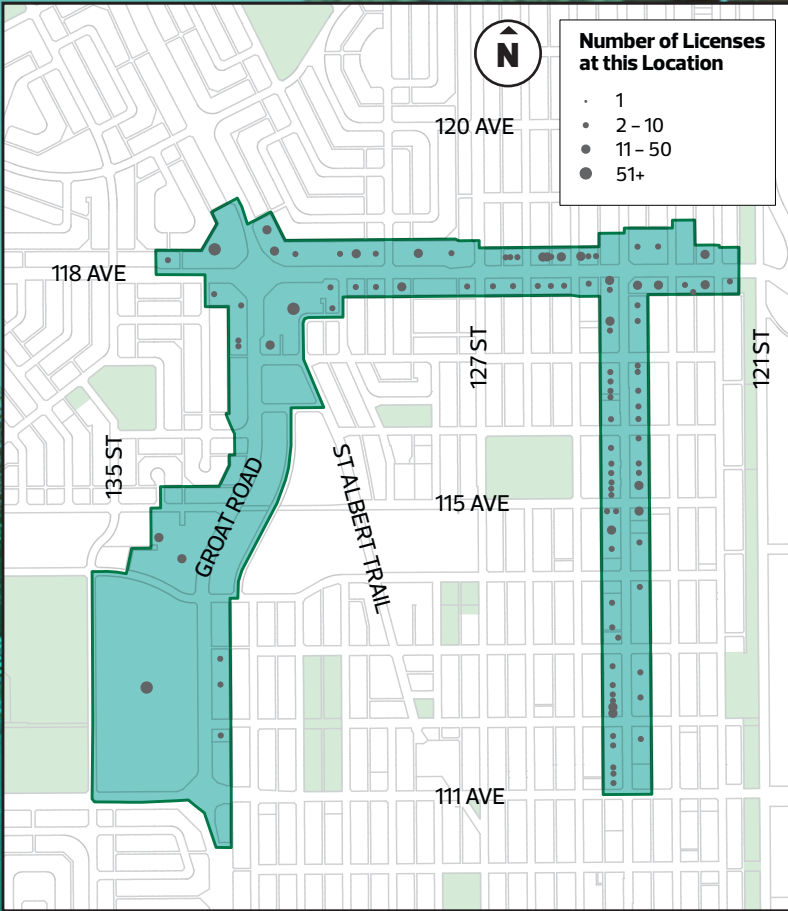 N
Number of Licenses
at this Location
1
2 – 10
11 – 50
51+
120 AVE
118 AVE
127 ST
121 ST
135 ST
GROAT ROAD
ST ALBERT TRAIL
115 AVE
111 AVE